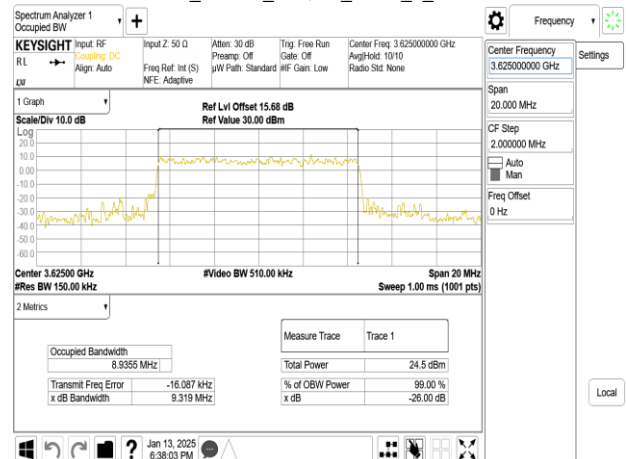 Spectrum Analyzer 1
Occupied BW
Frequency
KEYSIGHT
RL
LXI
Input: RF
Coupling: DC
Align: Auto
Input Z: 50 Ω
Freq Ref: Int (S)
NFE: Adaptive
Atten: 30 dB
Preamp: Off
µW Path: Standard
Trig: Free Run
Gate: Off
#IF Gain: Low
Center Freq: 3.625000000 GHz
Avg|Hold: 10/10
Radio Std: None
Center Frequency
3.625000000 GHz
Settings
Span
20.000 MHz
CF Step
2.000000 MHz
Auto
Man
Freq Offset
0 Hz
Local
1 Graph
Scale/Div 10.0 dB
Ref Lvl Offset 15.68 dB
Ref Value 30.00 dBm
Log
20.0
10.0
0.00
-10.0
-20.0
-30.0
-40.0
-50.0
-60.0
Center 3.62500 GHz
#Video BW 510.00 kHz
Span 20 MHz
#Res BW 150.00 kHz
Sweep 1.00 ms (1001 pts)
2 Metrics
Occupied Bandwidth
8.9355 MHz
Transmit Freq Error -16.087 kHz
x dB Bandwidth 9.319 MHz
Measure Trace Trace 1
Total Power 24.5 dBm
% of OBW Power 99.00 %
x dB -26.00 dB
?
Jan 13, 2025
6:38:03 PM